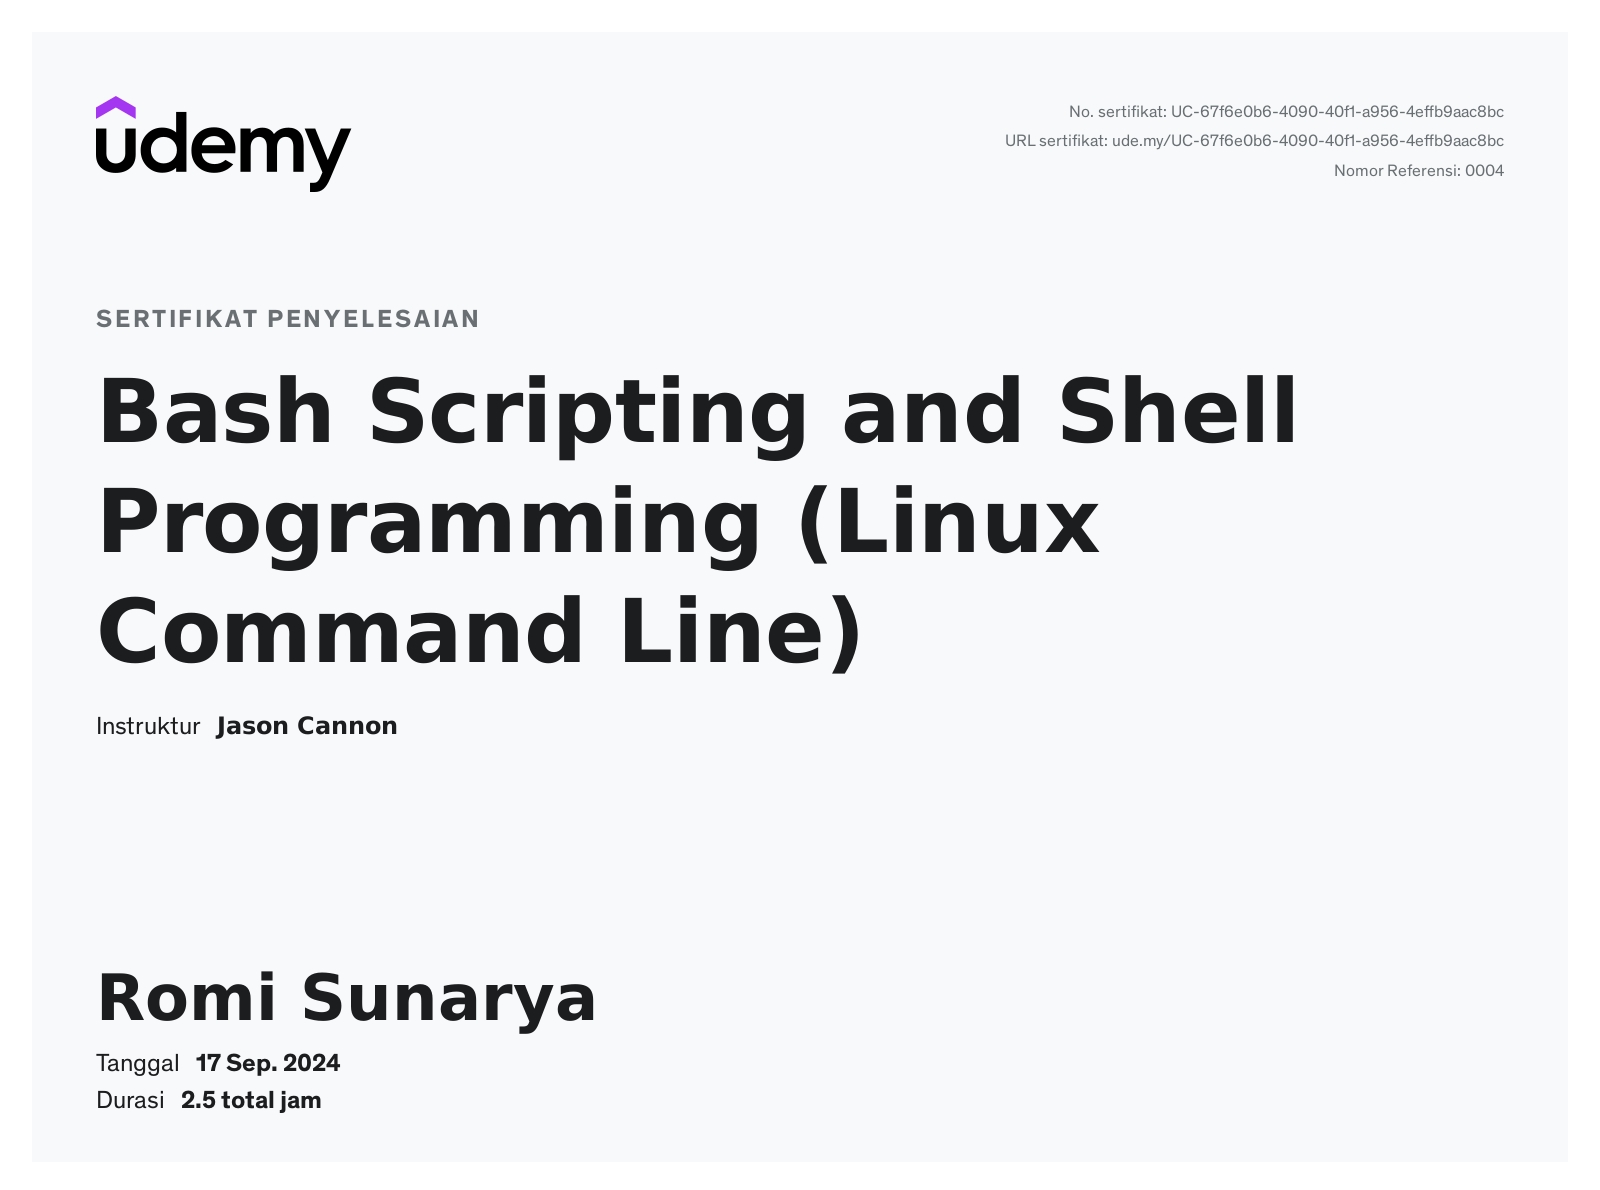 udemy
No. sertifikat: UC-67f6e0b6-4090-40f1-a956-4effb9aac8bc
URL sertifikat: ude.my/UC-67f6e0b6-4090-40f1-a956-4effb9aac8bc
Nomor Referensi: 0004
SERTIFIKAT PENYELESAIAN
Bash Scripting and Shell
Programming (Linux
Command Line)
Instruktur Jason Cannon
Romi Sunarya
Tanggal 17 Sep. 2024
Durasi 2.5 total jam